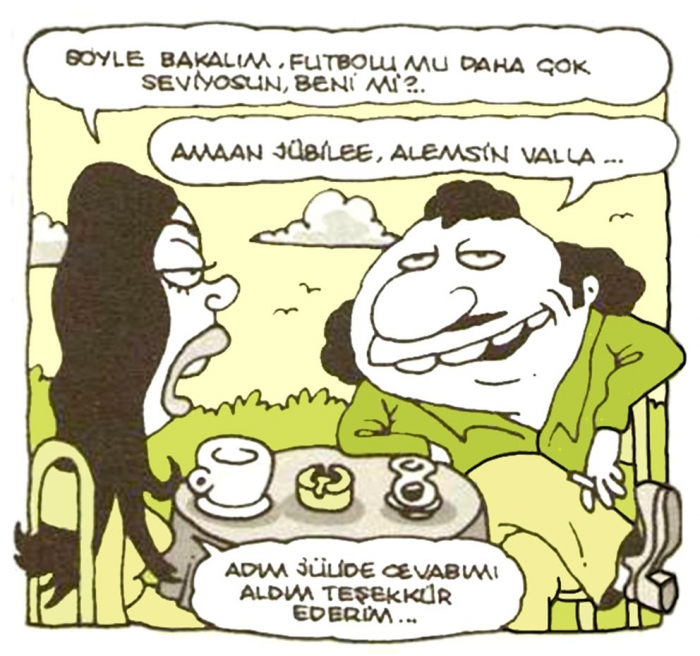 SÖYLE BAKALIM, FUTBOLU MU DAHA ÇOK
SEVİYOSUN, BENİ Mİ?..
AMAAN JÜBİLEE, ALEMSİN VALLA ...
ADIM JÜLİDE CEVABIMI
ALDIM TEŞEKKÜR
EDERİM ...